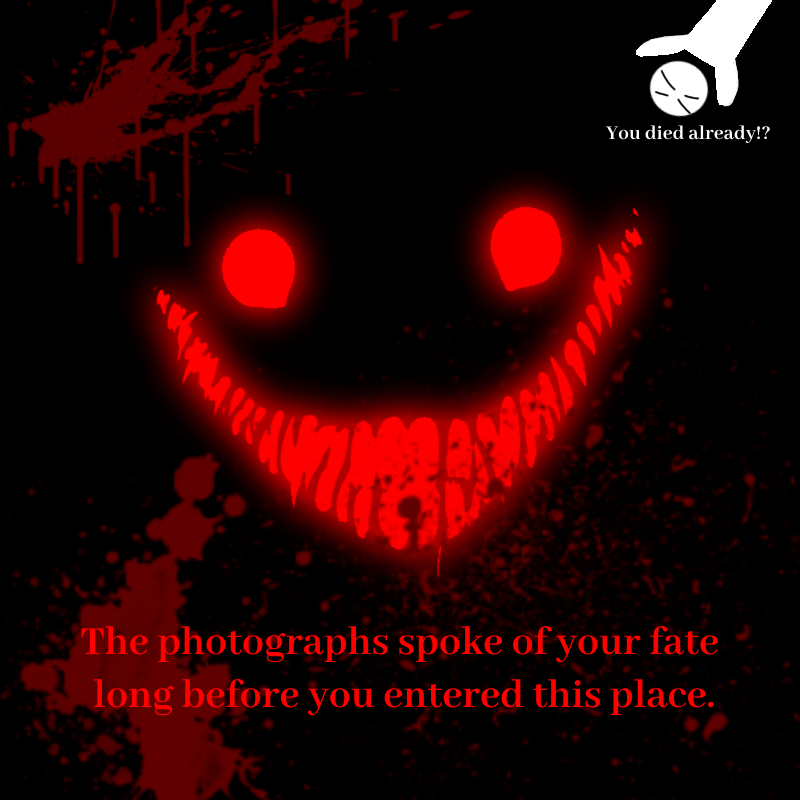 You died already!?
The photographs spoke of your fate
long before you entered this place.